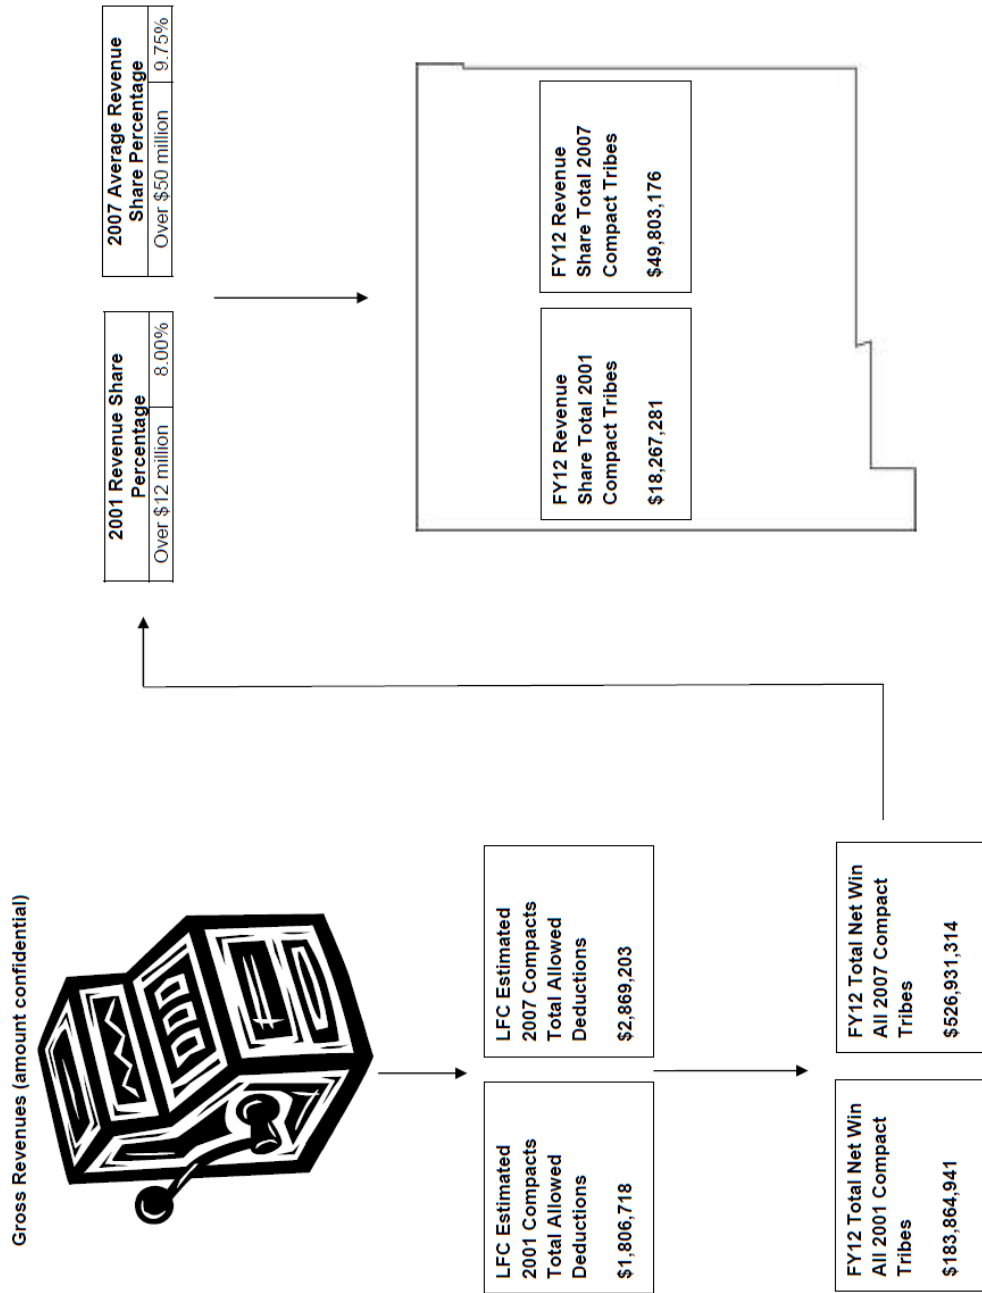 Gross Revenues (amount confidential)
LFC Estimated
2001 Compacts
Total Allowed
Deductions
$1,806,718
LFC Estimated
2007 Compacts
Total Allowed
Deductions
$2,869,203
FY12 Total Net Win
All 2001 Compact
Tribes
$183,864,941
FY12 Total Net Win
All 2007 Compact
Tribes
$526,931,314
2001 Revenue Share
Percentage
Over $12 million 8.00%
2007 Average Revenue
Share Percentage
Over $50 million 9.75%
FY12 Revenue
Share Total 2001
Compact Tribes
$18,267,281
FY12 Revenue
Share Total 2007
Compact Tribes
$49,803,176